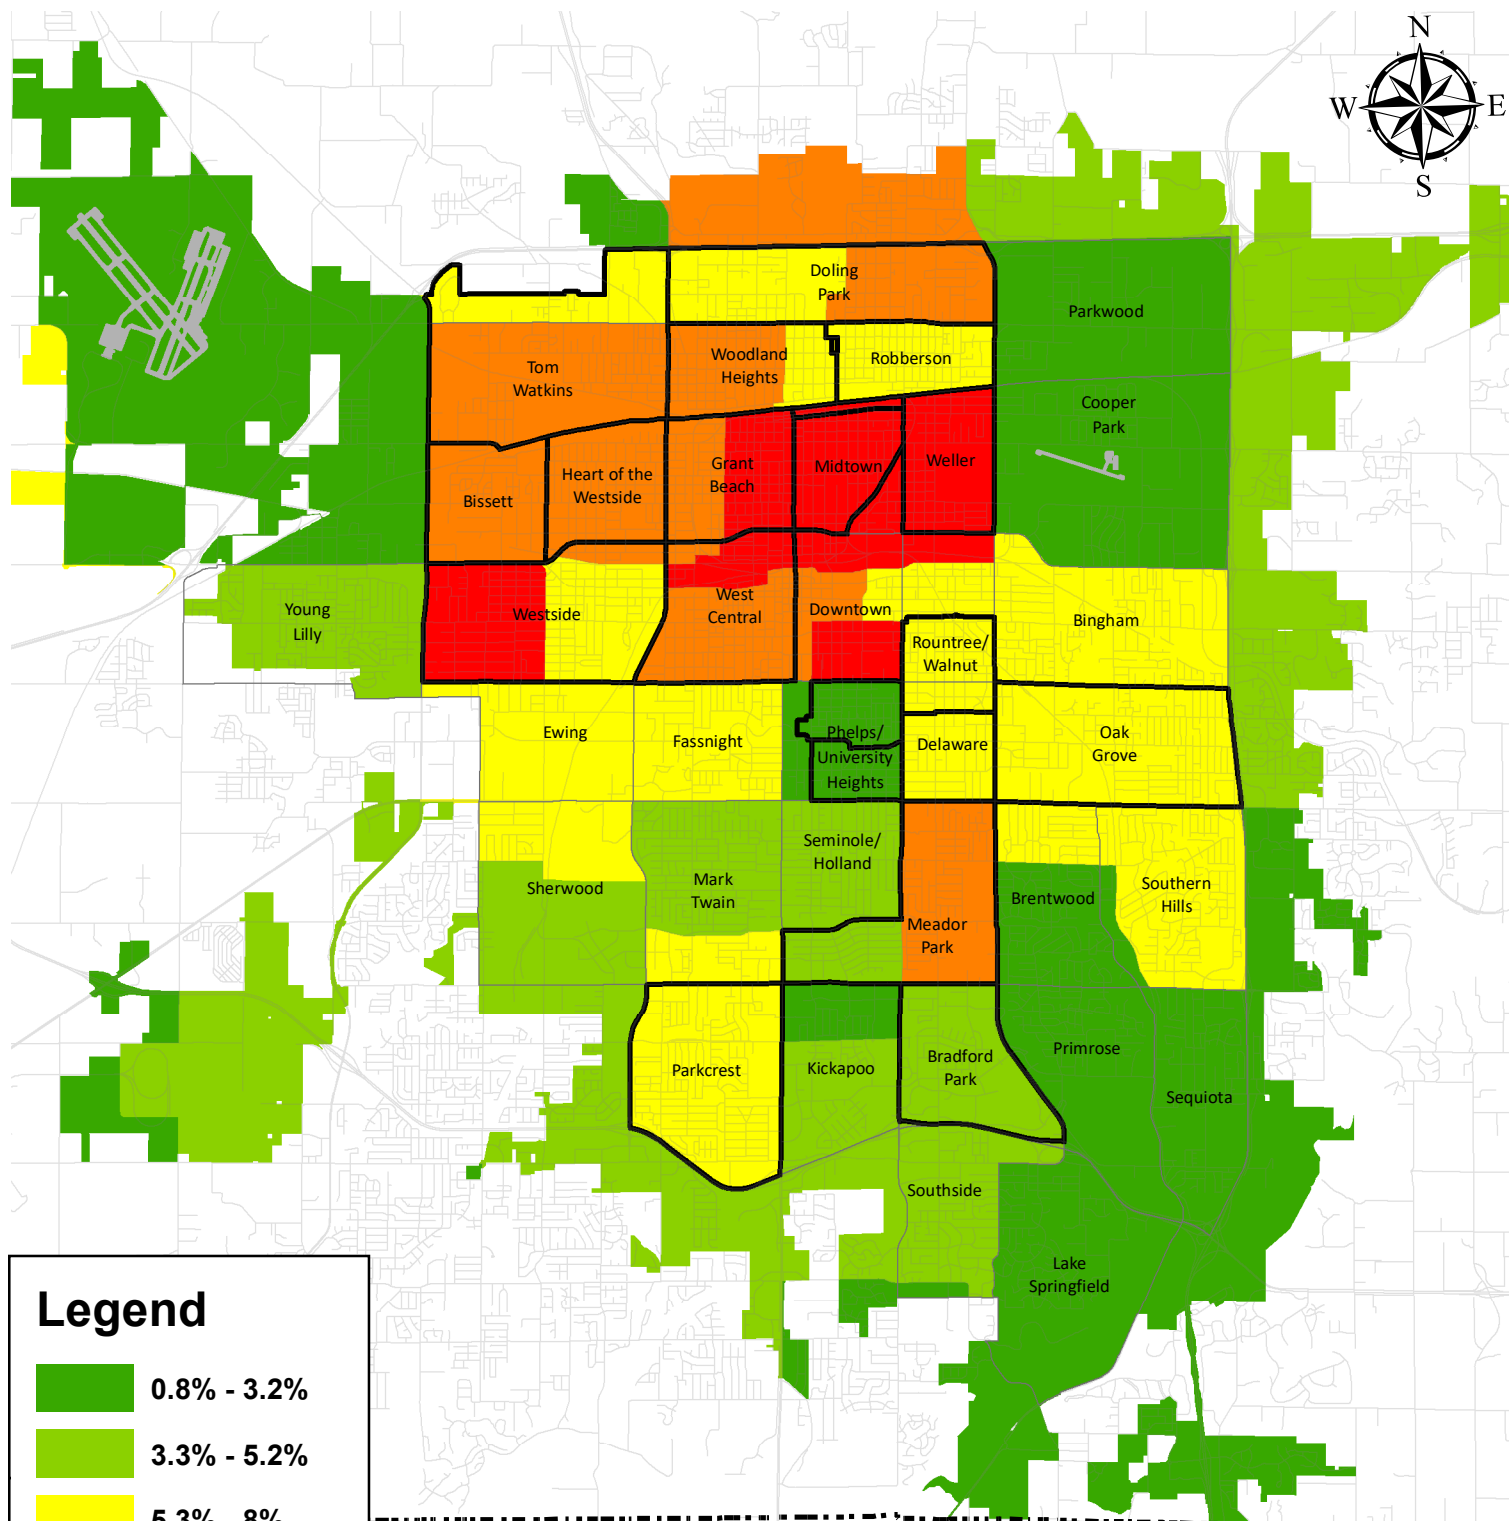 N
W
E
S
Doling
Park
Parkwood
Tom
Watkins
Woodland
Heights
Robberson
Cooper
Park
Bissett
Heart of the
Westside
Grant
Beach
Midtown
Weller
Young
Lilly
Westside
West
Central
Downtown
Rountree/
Walnut
Bingham
Ewing
Fassnight
Phelps/
University
Heights
Delaware
Oak
Grove
Sherwood
Mark
Twain
Seminole/
Holland
Meador
Park
Brentwood
Southern
Hills
Parkcrest
Kickapoo
Bradford
Park
Primrose
Sequiota
Southside
Lake
Springfield
Legend
0.8% - 3.2%
3.3% - 5.2%
5.3% - 8%